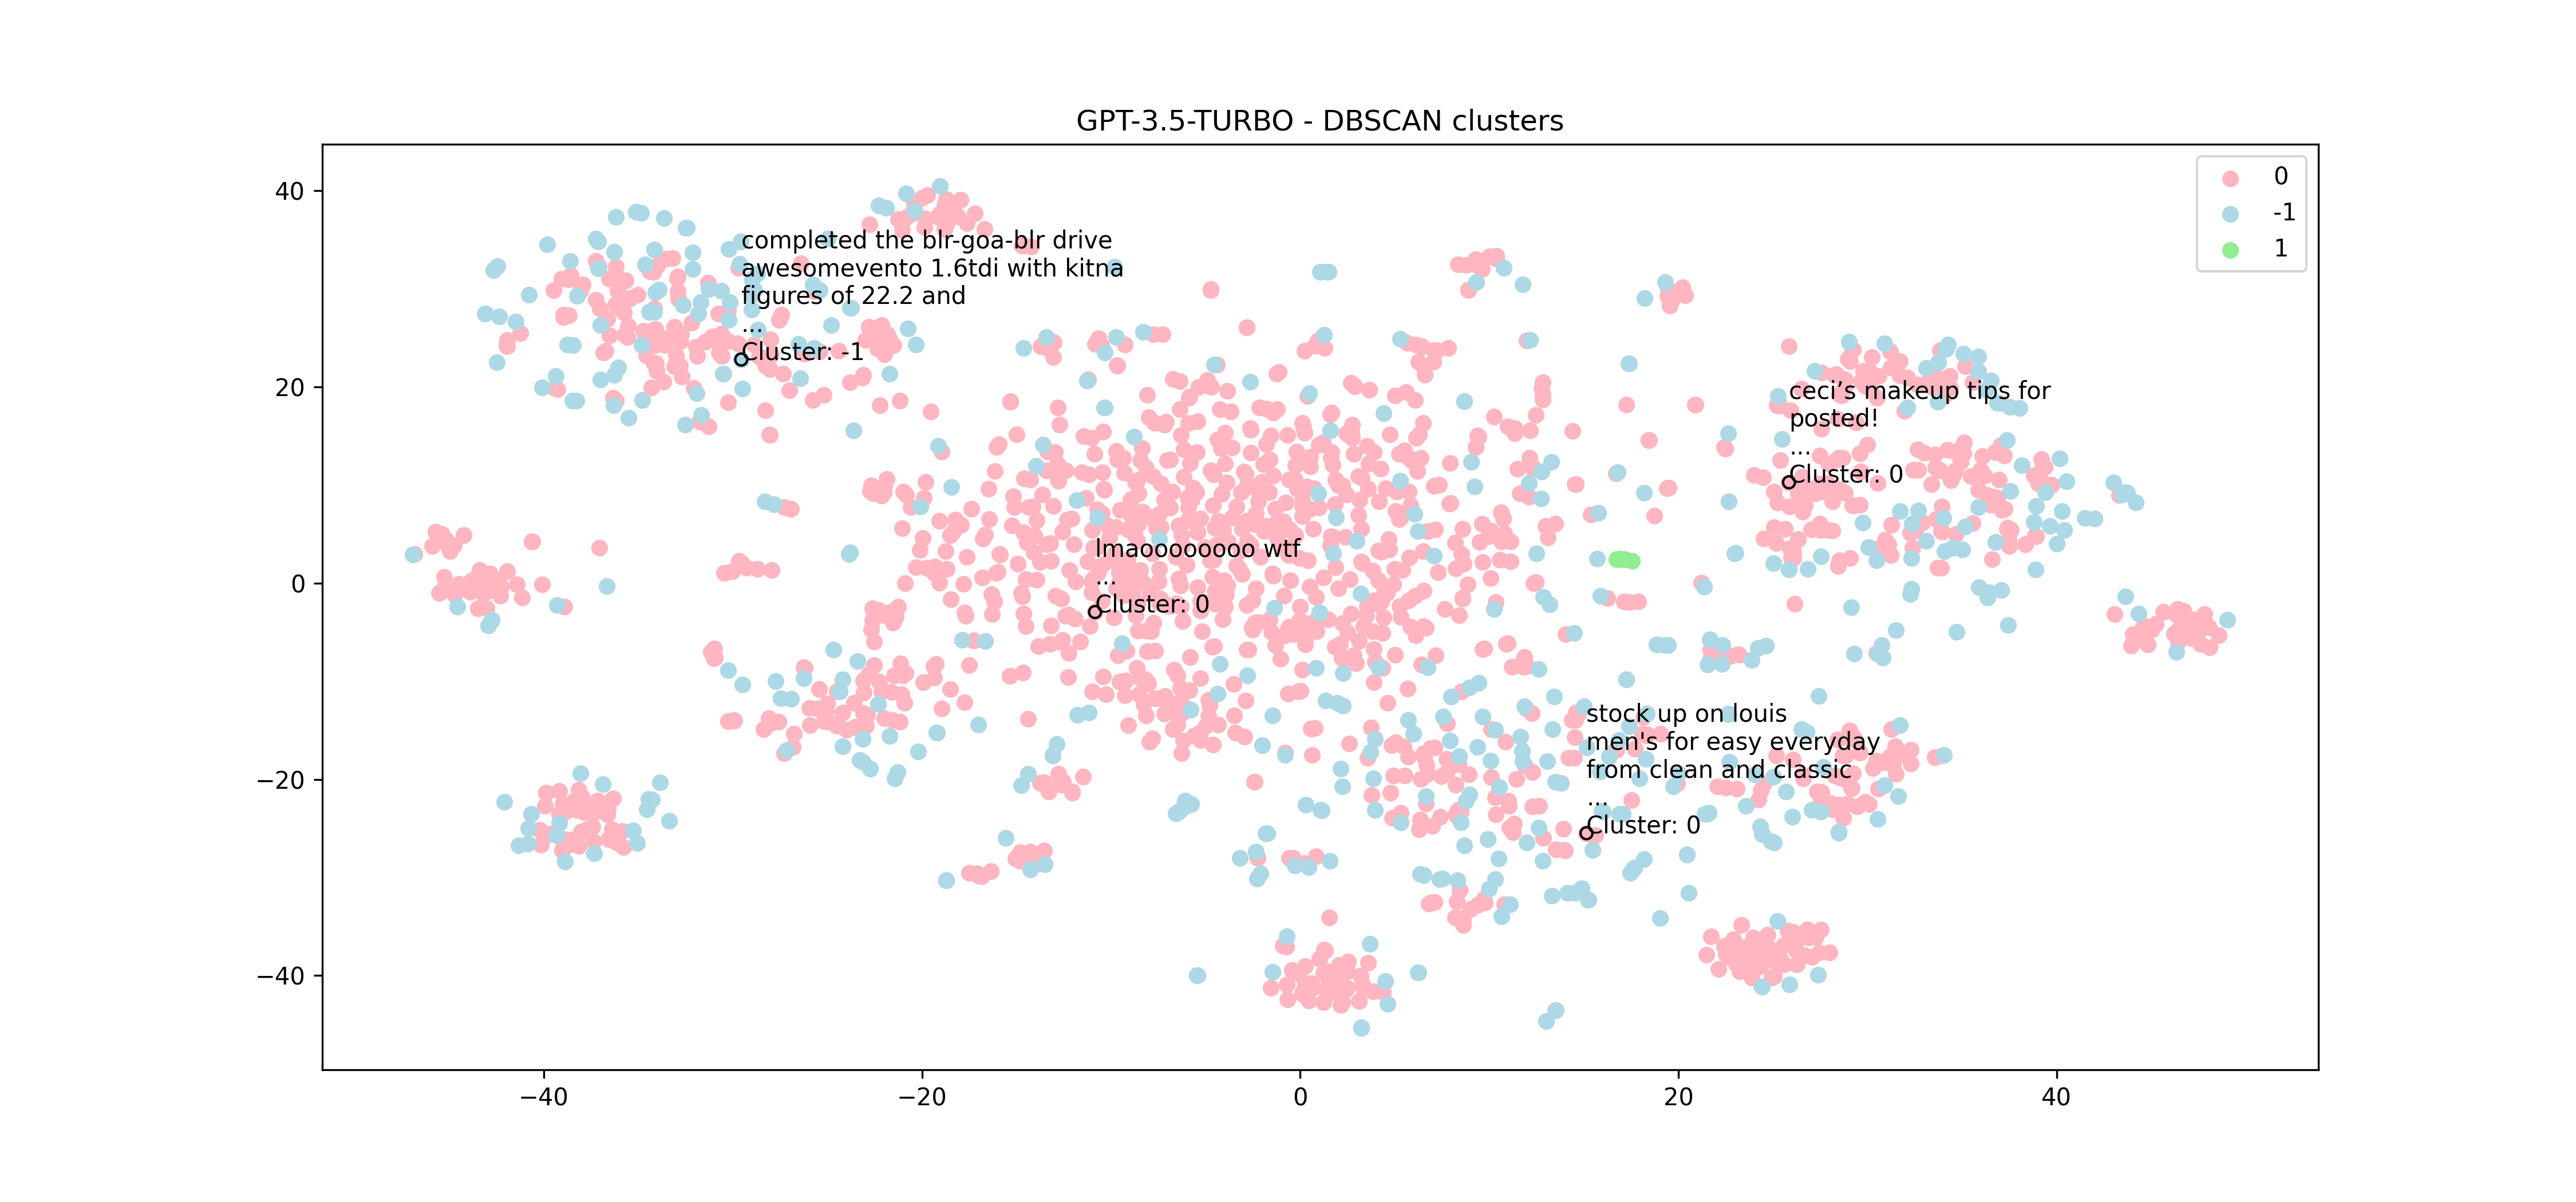 GPT-3.5-TURBO - DBSCAN clusters
40
20
0
−20
−40
−40
−20
0
20
40
0
-1
1
completed the blr-goa-blr drive
awesomevento 1.6tdi with kitna
figures of 22.2 and
...
Cluster: -1
ceci’s makeup tips for
posted!
...
Cluster: 0
lmaoooooooo wtf
...
Cluster: 0
stock up on louis
men's for easy everyday
from clean and classic
...
Cluster: 0